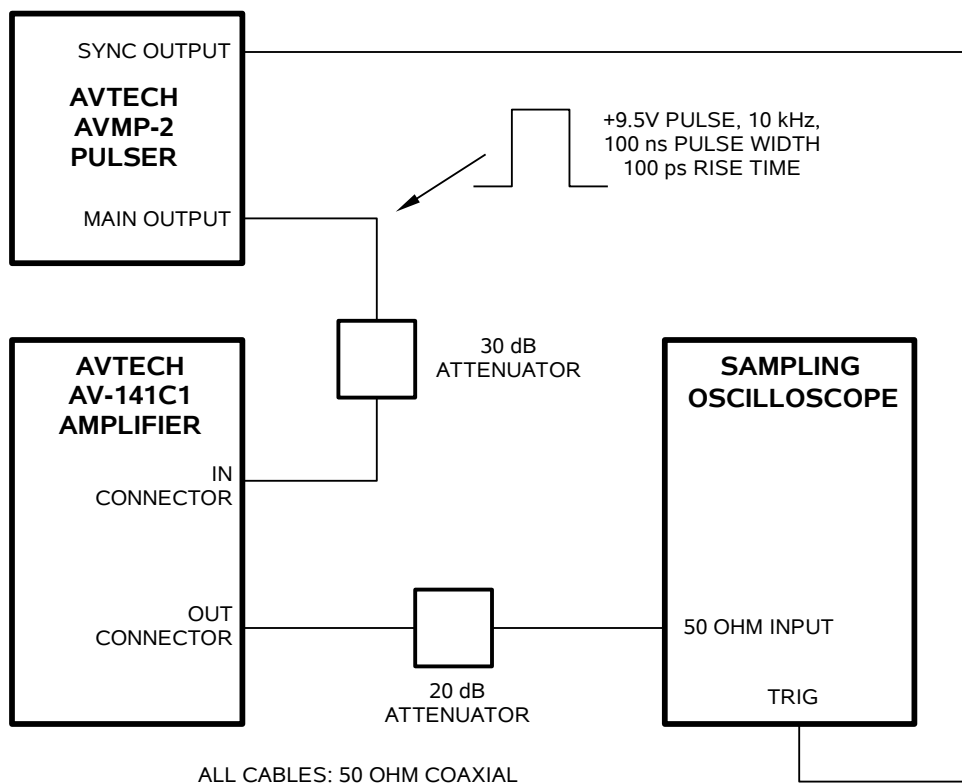 SYNC OUTPUT
AVTECH
AVMP-2
PULSER
MAIN OUTPUT
+9.5V PULSE, 10 kHz,
100 ns PULSE WIDTH
100 ps RISE TIME
30 dB
ATTENUATOR
AVTECH
AV-141C1
AMPLIFIER
IN
CONNECTOR
OUT
CONNECTOR
20 dB
ATTENUATOR
SAMPLING
OSCILLOSCOPE
50 OHM INPUT
TRIG
ALL CABLES: 50 OHM COAXIAL